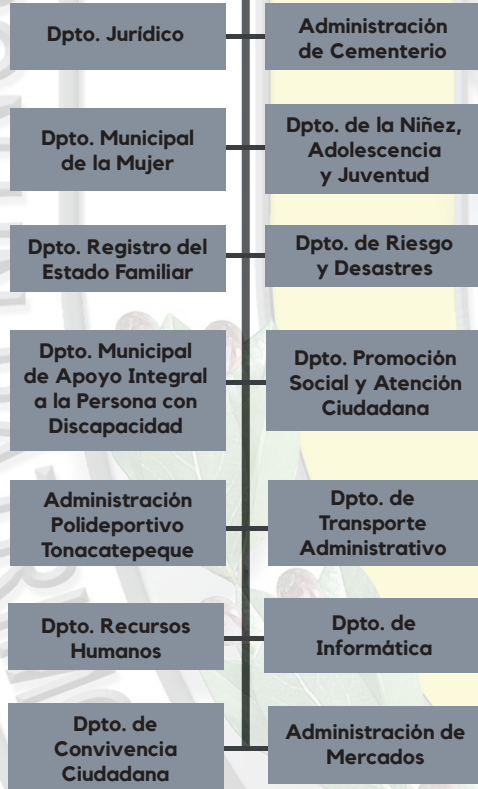 Dpto. Jurídico
Administración
de Cementerio
Dpto. Municipal
de la Mujer
Dpto. de la Niñez,
Adolescencia
y Juventud
Dpto. Registro del
Estado Familiar
Dpto. de Riesgo
y Desastres
Dpto. Municipal
de Apoyo Integral
a la Persona con
Discapacidad
Dpto. Promoción
Social y Atención
Ciudadana
Administración
Polideportivo
Tonacatepeque
Dpto. de
Transporte
Administrativo
Dpto. Recursos
Humanos
Dpto. de
Informática
Dpto. de
Convivencia
Ciudadana
Administración de
Mercados